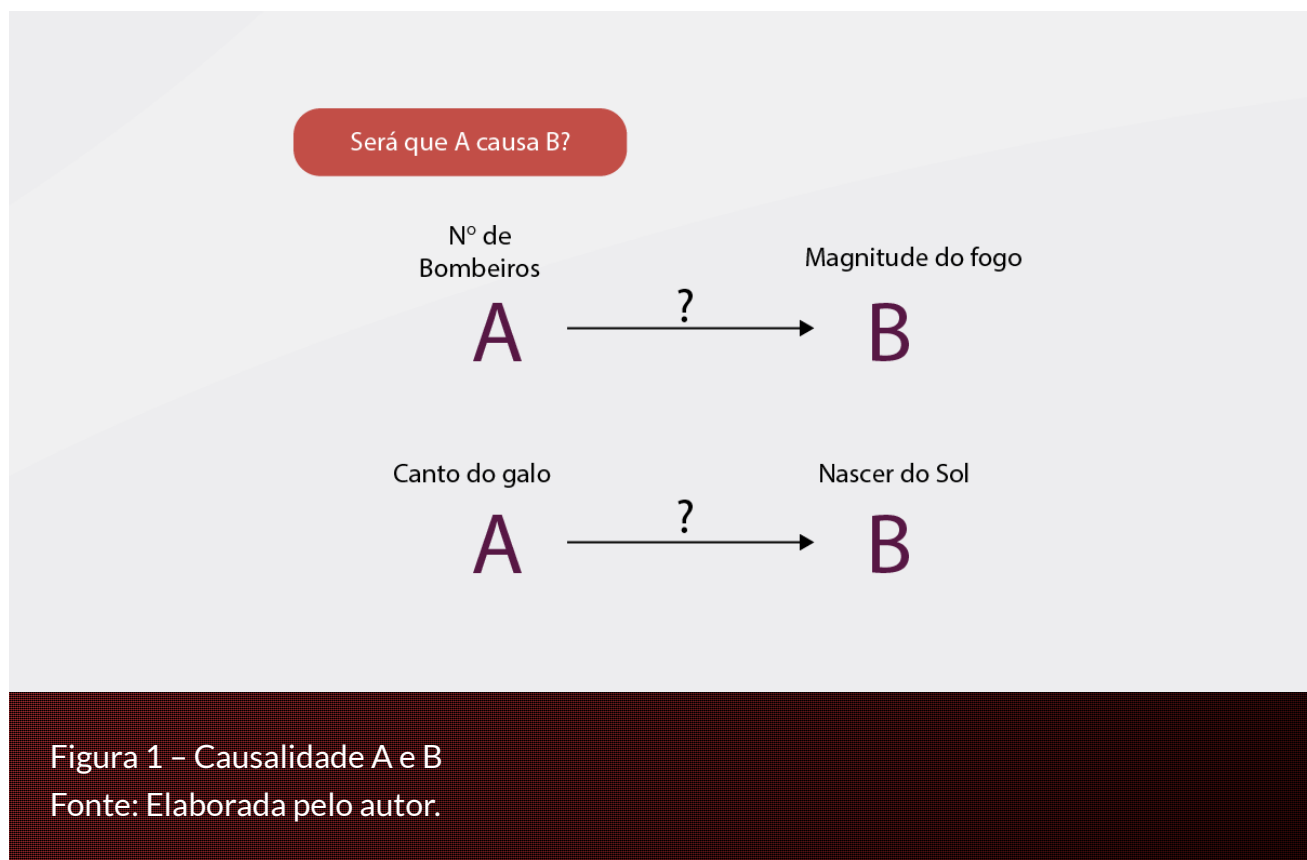 Será que A causa B?
Nº de
Bombeiros
Magnitude do fogo
A
?
B
Canto do galo
Nascer do Sol
A
?
B
Figura 1 – Causalidade A e B
Fonte: Elaborada pelo autor.